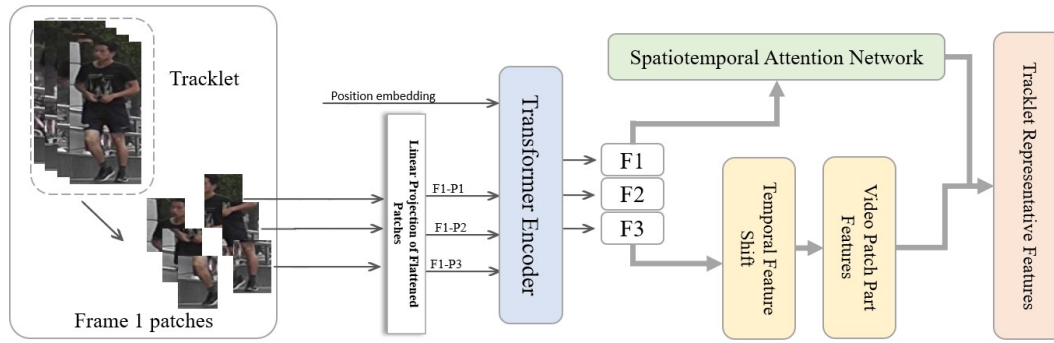 Tracklet
Frame 1 patches
Position embedding
Linear Projection of Flattened
Patches
F1-P1
F1-P2
F1-P3
Transformer Encoder
F1
F2
F3
Spatiotemporal Attention Network
Temporal Feature
Shift
Video Patch Part
Features
Tracklet Representative Features